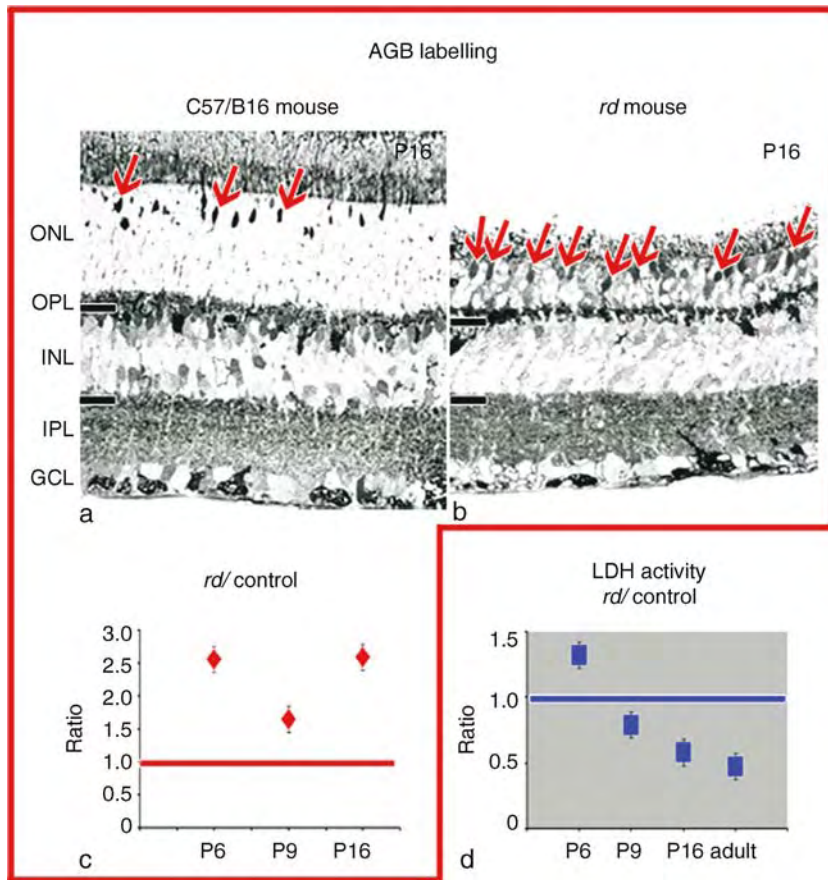 AGB labelling
C57/B16 mouse
rd mouse
P16
P16
ONL
OPL
INL
IPL
GCL
a
b
rd/ control
3.0
2.5
2.0
1.5
1.0
0.5
0
Ratio
P6 P9 P16
c
LDH activity
rd/ control
1.5
1.0
0.5
0
Ratio
P6 P9 P16 adult
d